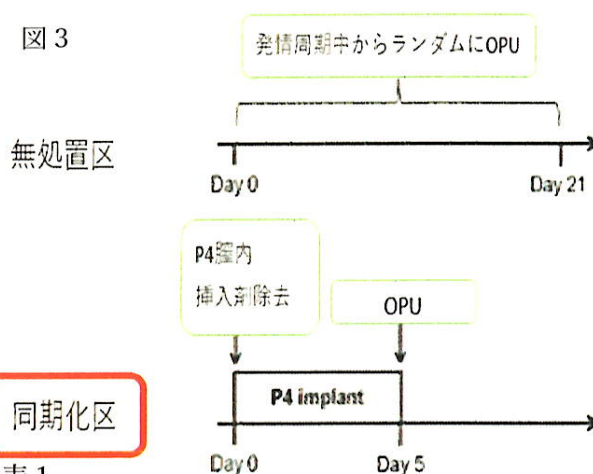 図3
発情周期中からランダムにOPU
無処置区
Day 0
Day 21
P4膣内
挿入剤除去
OPU
P4 implant
同期化区
Day 0
Day 5
表1